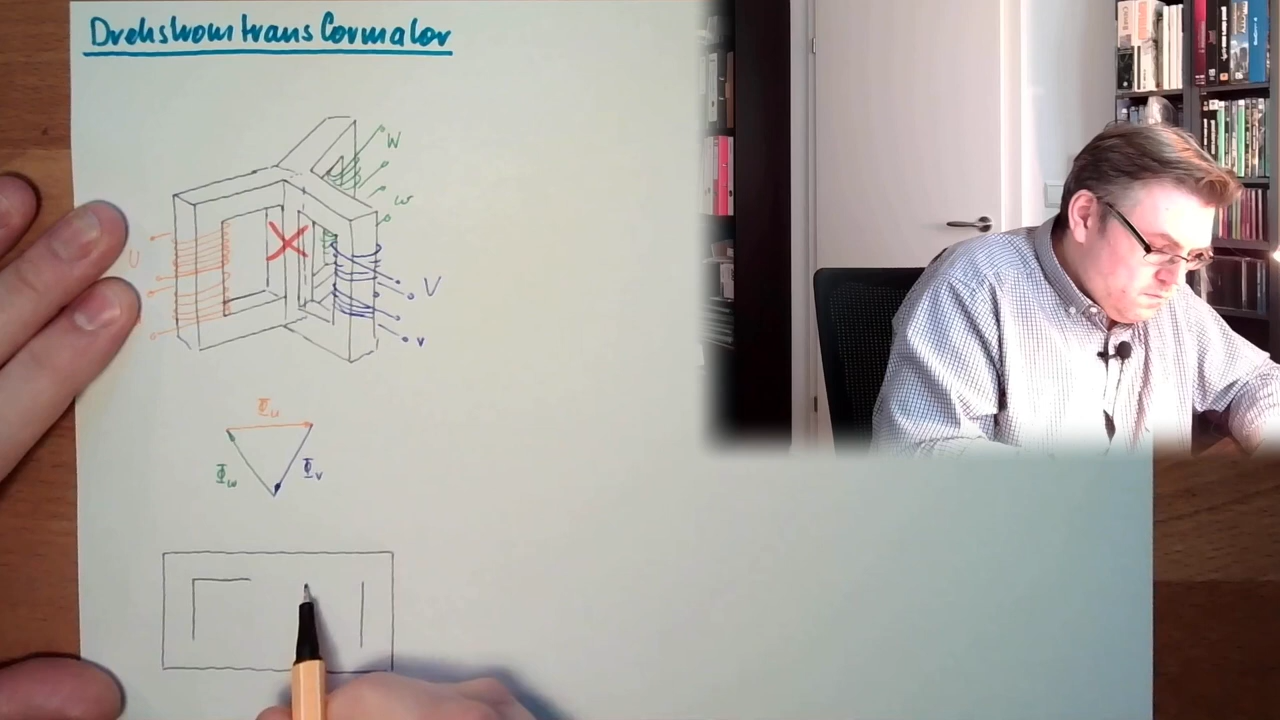 Drehstromtransformator
W
w
U
V
v
Φu
Φw
Φv